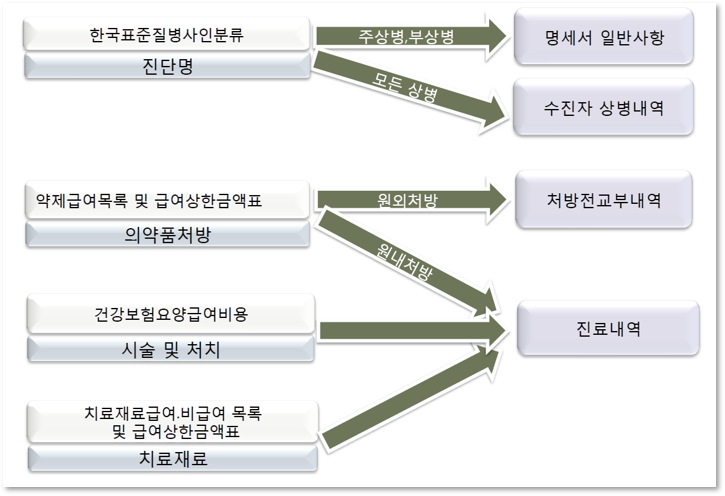 한국표준질병사인분류
진단명
주상병,부상병
모든 상병
명세서 일반사항
수진자 상병내역
약제급여목록 및 급여상한금액표
의약품처방
원외처방
원내처방
처방전교부내역
건강보험요양급여비용
시술 및 처치
진료내역
치료재료급여.비급여 목록
및 급여상한금액표
치료재료